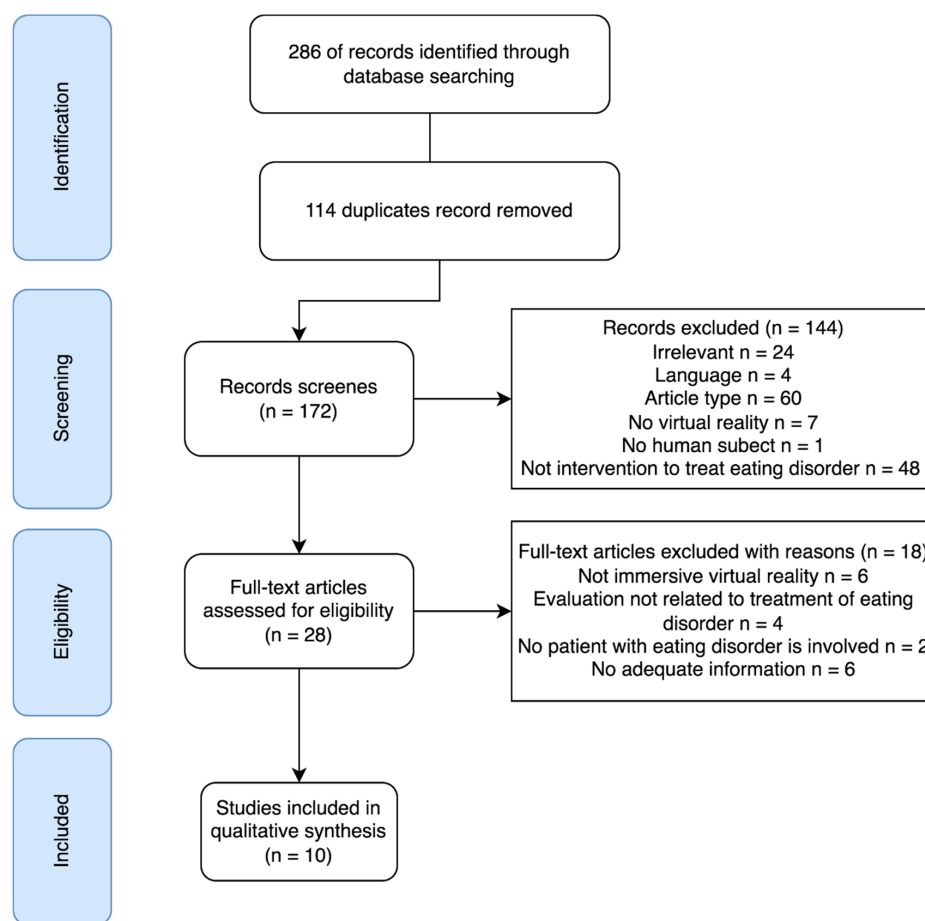 Identification
286 of records identified through
database searching
114 duplicates record removed
Screening
Records screenes
(n = 172)
Records excluded (n = 144)
Irrelevant n = 24
Language n = 4
Article type n = 60
No virtual reality n = 7
No human subject n = 1
Not intervention to treat eating disorder n = 48
Eligibility
Full-text articles
assessed for eligibility
(n = 28)
Full-text articles excluded with reasons (n = 18)
Not immersive virtual reality n = 6
Evaluation not related to treatment of eating
disorder n = 4
No patient with eating disorder is involved n = 2
No adequate information n = 6
Included
Studies included in
qualitative synthesis
(n = 10)